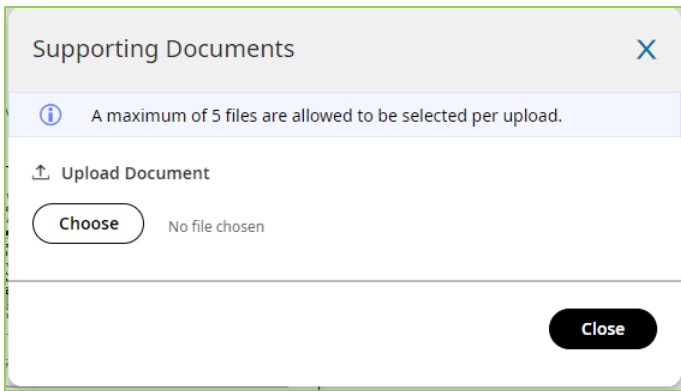 Supporting Documents
A maximum of 5 files are allowed to be selected per upload.
Upload Document
Choose No file chosen
Close